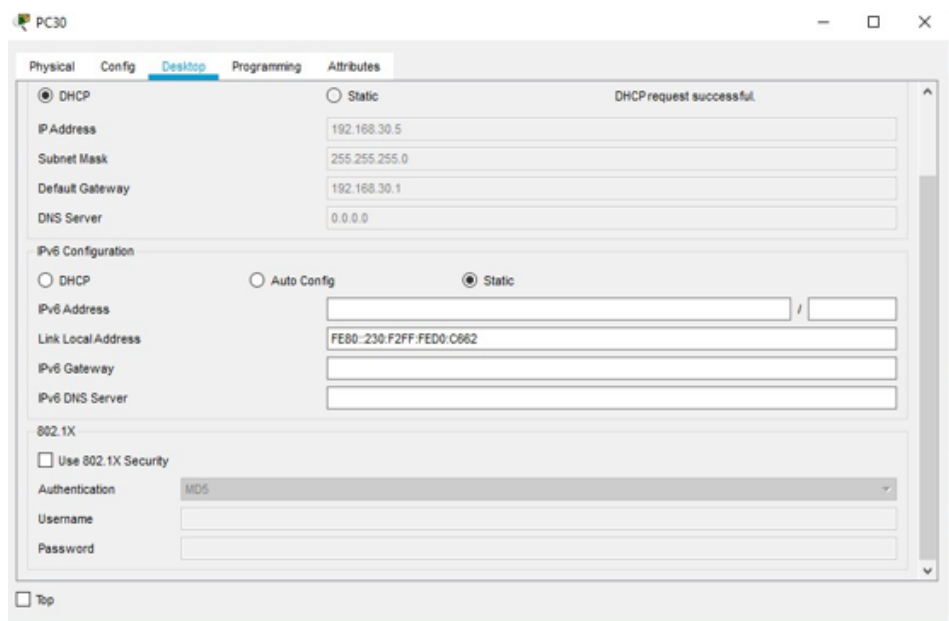 PC30
Physical Config Desktop Programming Attributes
DHCP Static DHCP request successful.
IP Address 192.168.30.5
Subnet Mask 255.255.255.0
Default Gateway 192.168.30.1
DNS Server 0.0.0.0
IPv6 Configuration
DHCP Auto Config Static
IPv6 Address /
Link Local Address FE80::230:F2FF:FED0:C662
IPv6 Gateway
IPv6 DNS Server
802.1X
Use 802.1X Security
Authentication MD5
Username
Password
Top